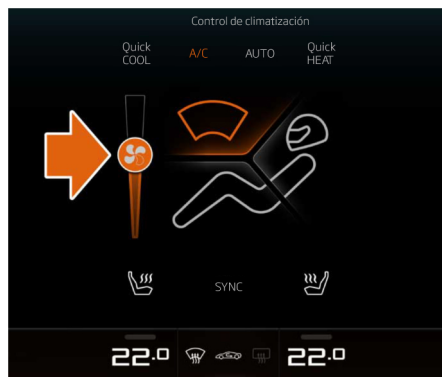 Control de climatización
Quick
COOL
A/C
AUTO
Quick
HEAT
SYNC
22.0
22.0